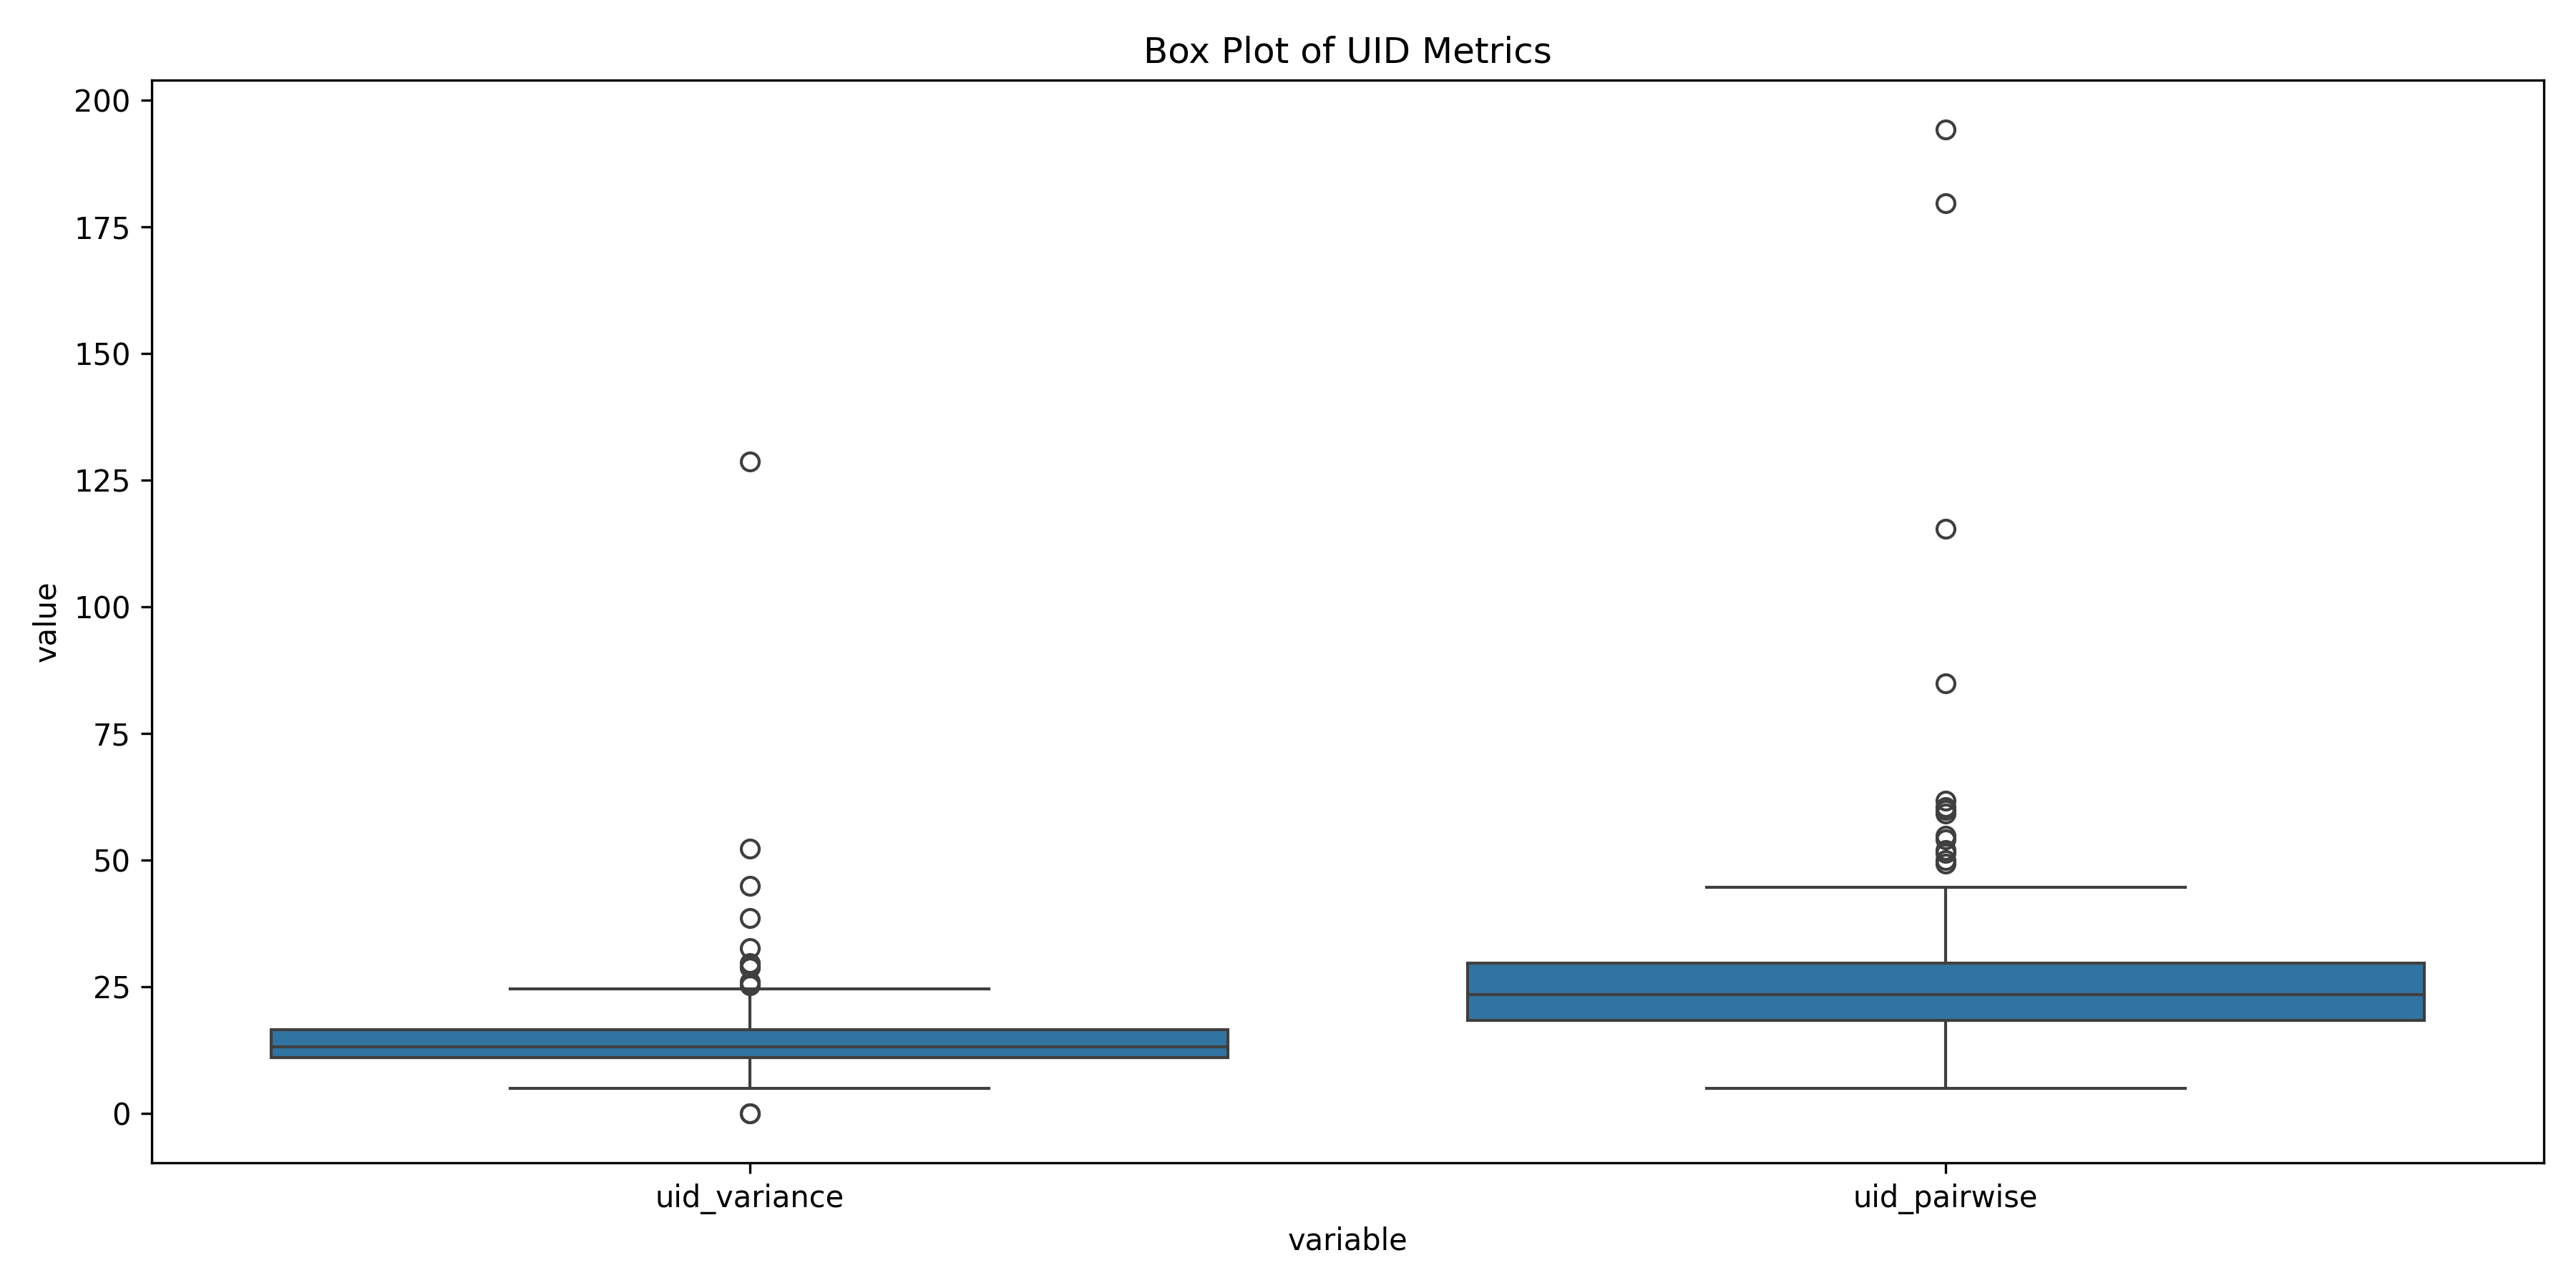 Box Plot of UID Metrics
200
175
150
125
100
75
50
25
0
value
uid_variance
uid_pairwise
variable